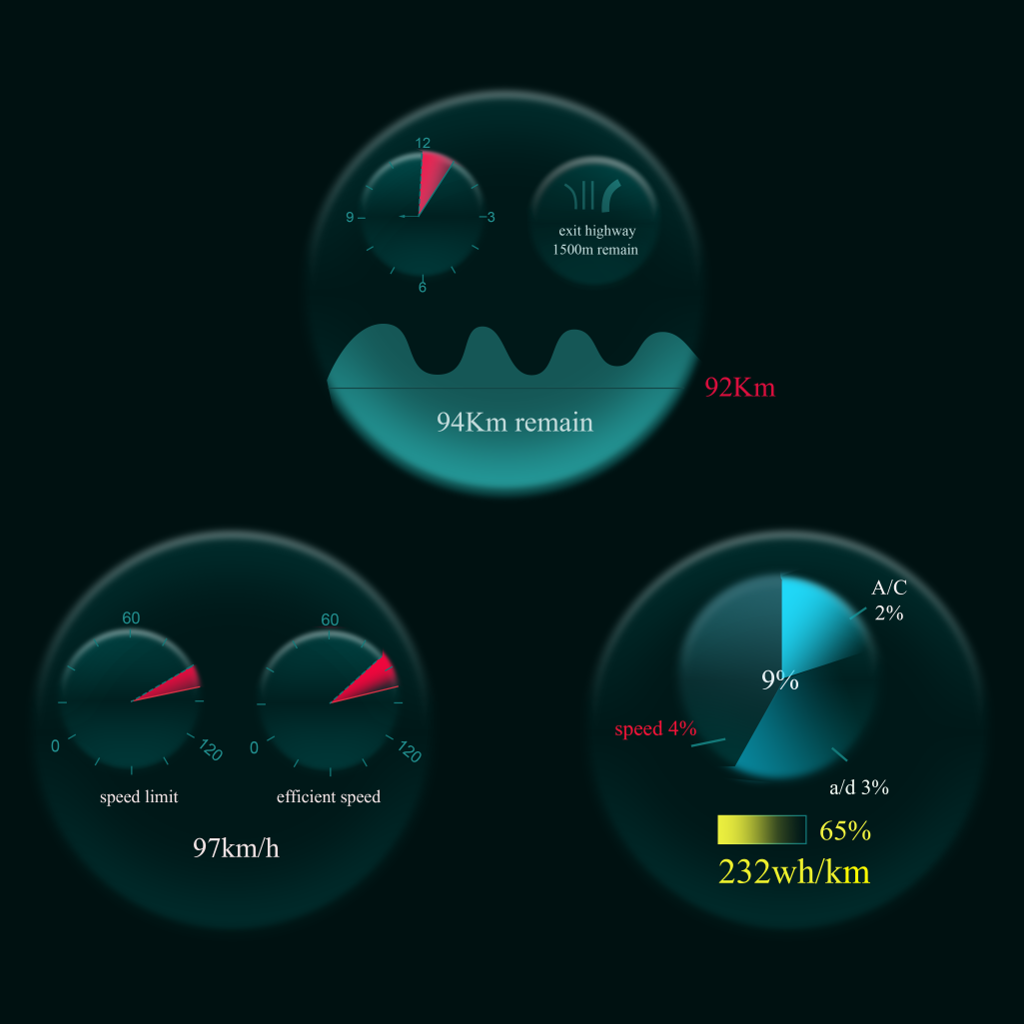 12
9
3
6
exit highway
1500m remain
92Km
94Km remain
60
0
120
speed limit
60
0
120
efficient speed
97km/h
A/C
2%
9%
speed 4%
a/d 3%
65%
232wh/km